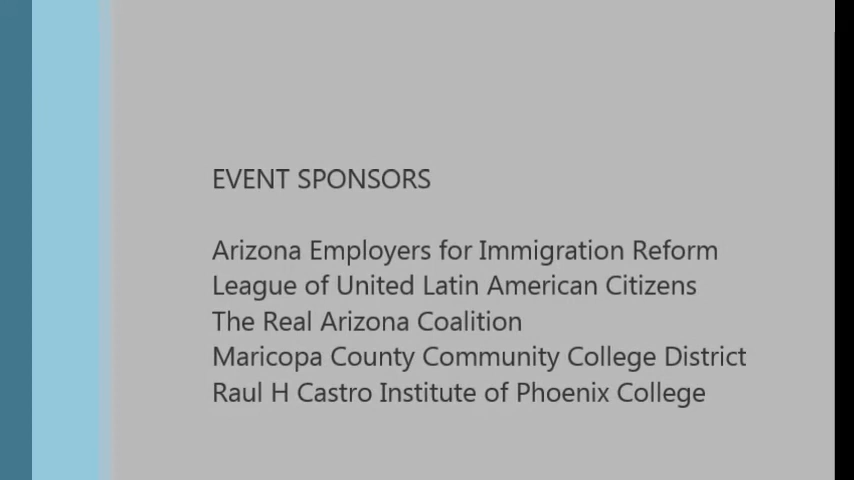 EVENT SPONSORS
Arizona Employers for Immigration Reform
League of United Latin American Citizens
The Real Arizona Coalition
Maricopa County Community College District
Raul H Castro Institute of Phoenix College